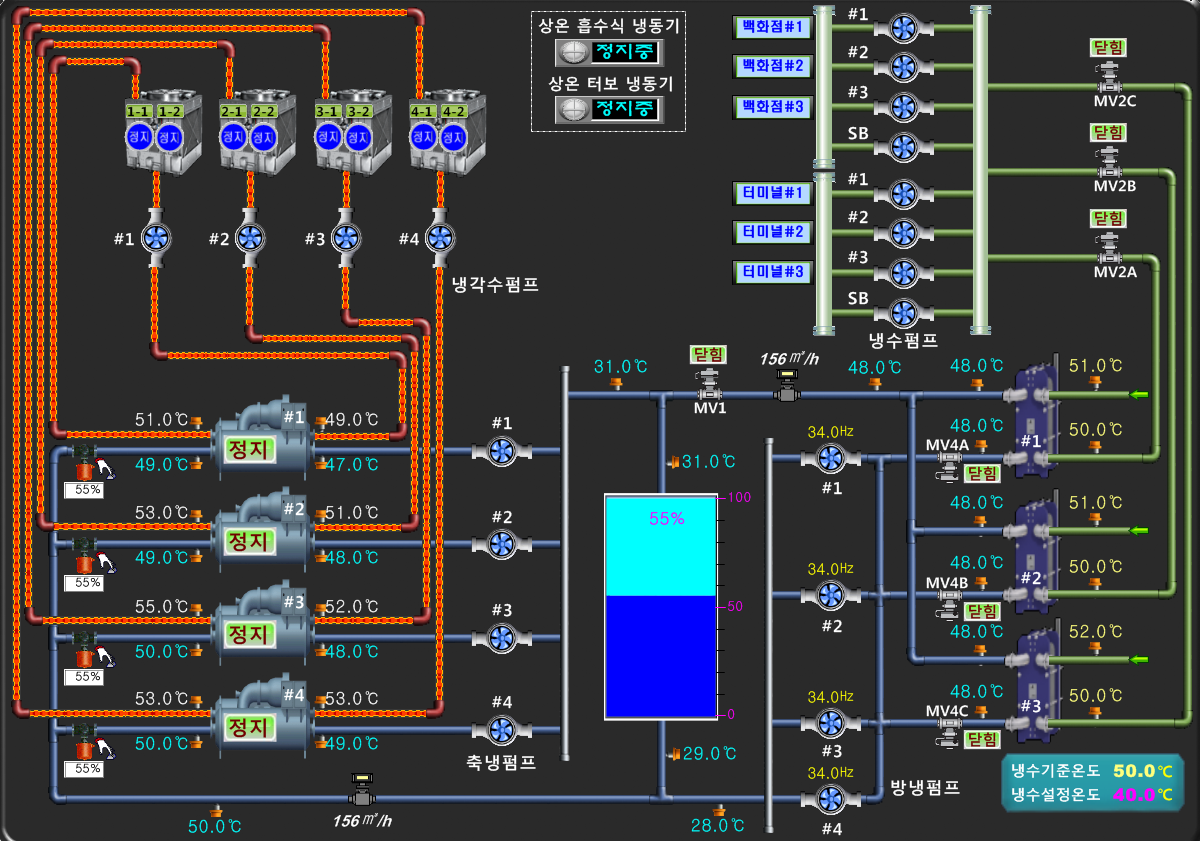 상온 흡수식 냉동기
정지중
상온 터보 냉동기
정지중
백화점#1
백화점#2
백화점#3
터미널#1
터미널#2
터미널#3
#1
#2
#3
SB
#1
#2
#3
SB
냉수펌프
닫힘
MV2C
닫힘
MV2B
닫힘
MV2A
1-1 1-2
정지 정지
2-1 2-2
정지 정지
3-1 3-2
정지 정지
4-1 4-2
정지 정지
#1
#2
#3
#4
냉각수펌프
51.0℃
#1
49.0℃
정지
49.0℃
47.0℃
55%
53.0℃
#2
51.0℃
정지
49.0℃
48.0℃
55%
55.0℃
#3
52.0℃
정지
50.0℃
48.0℃
55%
53.0℃
#4
53.0℃
정지
50.0℃
49.0℃
55%
#1
#2
#3
#4
축냉펌프
50.0℃
156㎥/h
31.0℃
닫힘
MV1
156㎥/h
31.0℃
55%
100
50
0
29.0℃
28.0℃
34.0Hz
#1
34.0Hz
#2
34.0Hz
#3
34.0Hz
#4
방냉펌프
48.0℃
48.0℃
51.0℃
48.0℃
#1
50.0℃
MV4A
닫힘
48.0℃
51.0℃
48.0℃
#2
50.0℃
MV4B
닫힘
48.0℃
52.0℃
48.0℃
#3
50.0℃
MV4C
닫힘
냉수기준온도 50.0℃
냉수설정온도 40.0℃